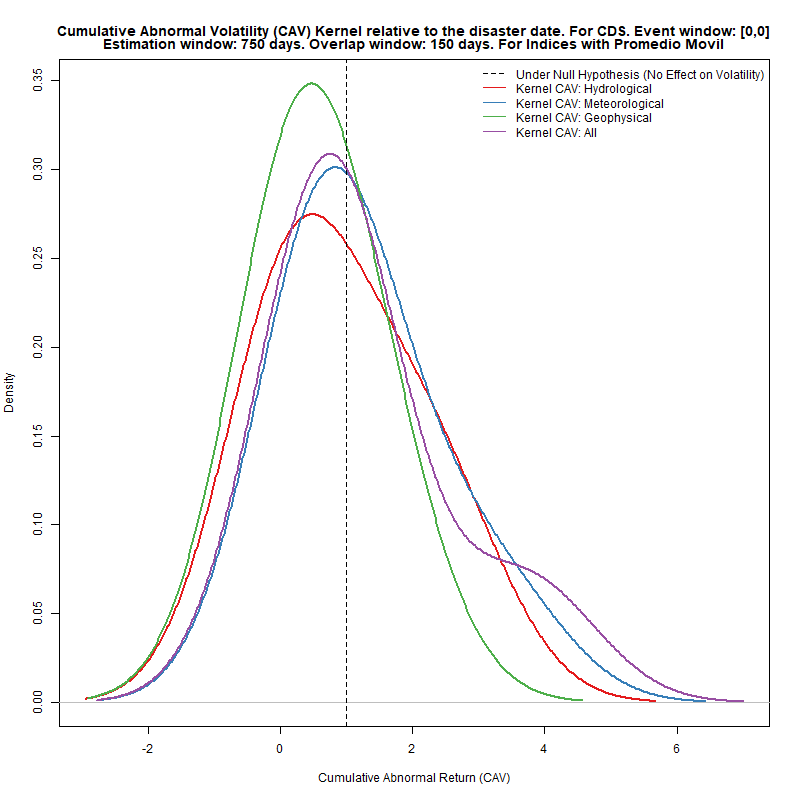 Cumulative Abnormal Volatility (CAV) Kernel relative to the disaster date. For CDS. Event window: [0,0]
Estimation window: 750 days. Overlap window: 150 days. For Indices with Promedio Movil
Under Null Hypothesis (No Effect on Volatility)
Kernel CAV: Hydrological
Kernel CAV: Meteorological
Kernel CAV: Geophysical
Kernel CAV: All
0.35
0.30
0.25
0.20
0.15
0.10
0.05
0.00
Density
-2 0 2 4 6
Cumulative Abnormal Return (CAV)